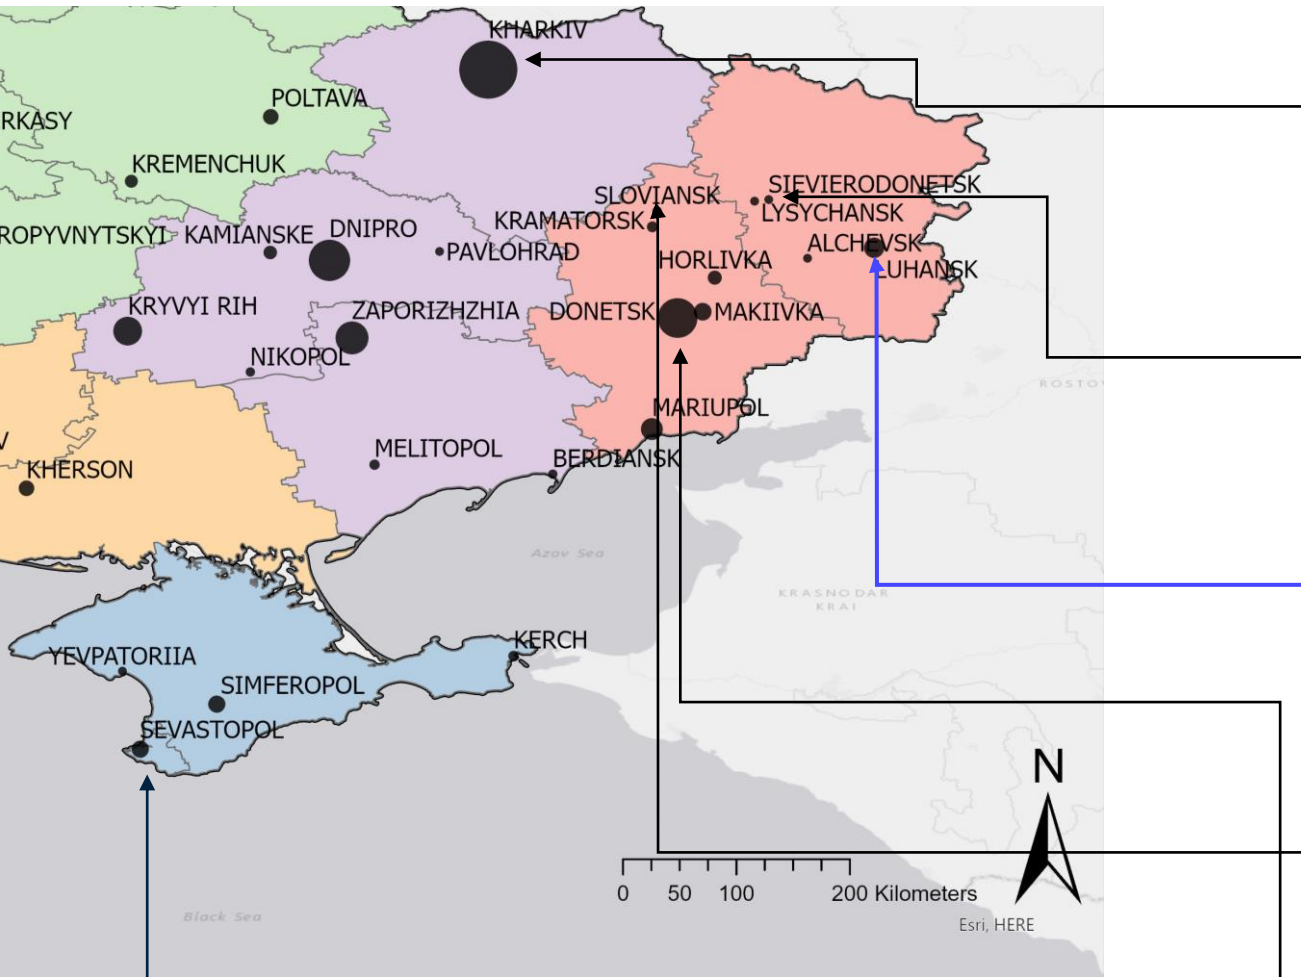 KHARKIV
POLTAVA
RKASY
KREMENCHUK
SIEVIERODONETSK
SLOVIANSK
LYSYCHANSK
KRAMATORSK
ROPYVNYTSKYI
KAMIANSKE
DNIPRO
PAVLOHRAD
ALCHEVSK
HORLIVKA
LUHANSK
KRYVYI RIH
ZAPORIZHZHIA
DONETSK
MAKIIVKA
NIKOPOL
ROSTOV
MARIUPOL
V
MELITOPOL
BERDIANSK
KHERSON
Azov Sea
KRASNODAR
KRAI
KERCH
YEVPATORIIA
SIMFEROPOL
SEVASTOPOL
N
0 50 100 200 Kilometers
Black Sea
Esri, HERE